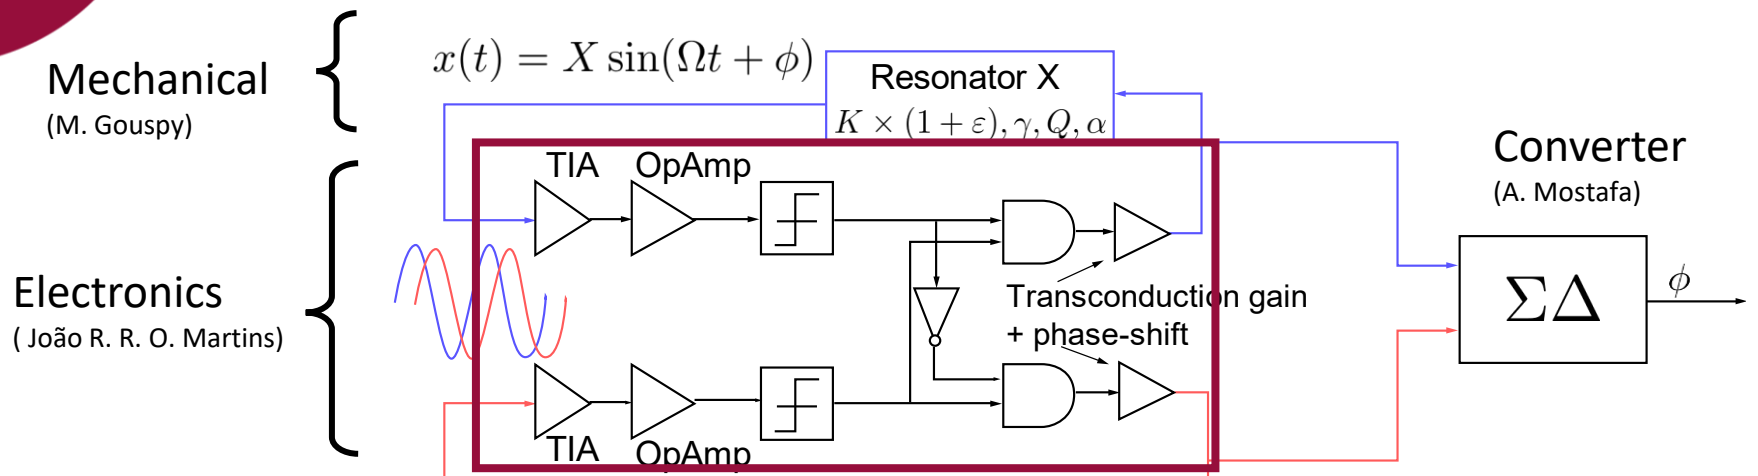 Mechanical
(M. Gouspy)
x(t) = X sin(Ωt + ϕ)
Resonator X
K × (1 + ε), γ, Q, α
Converter
(A. Mostafa)
TIA
OpAmp
Electronics
( João R. R. O. Martins)
Transconduction gain
+ phase-shift
ΣΔ
ϕ
TIA
OpAmp